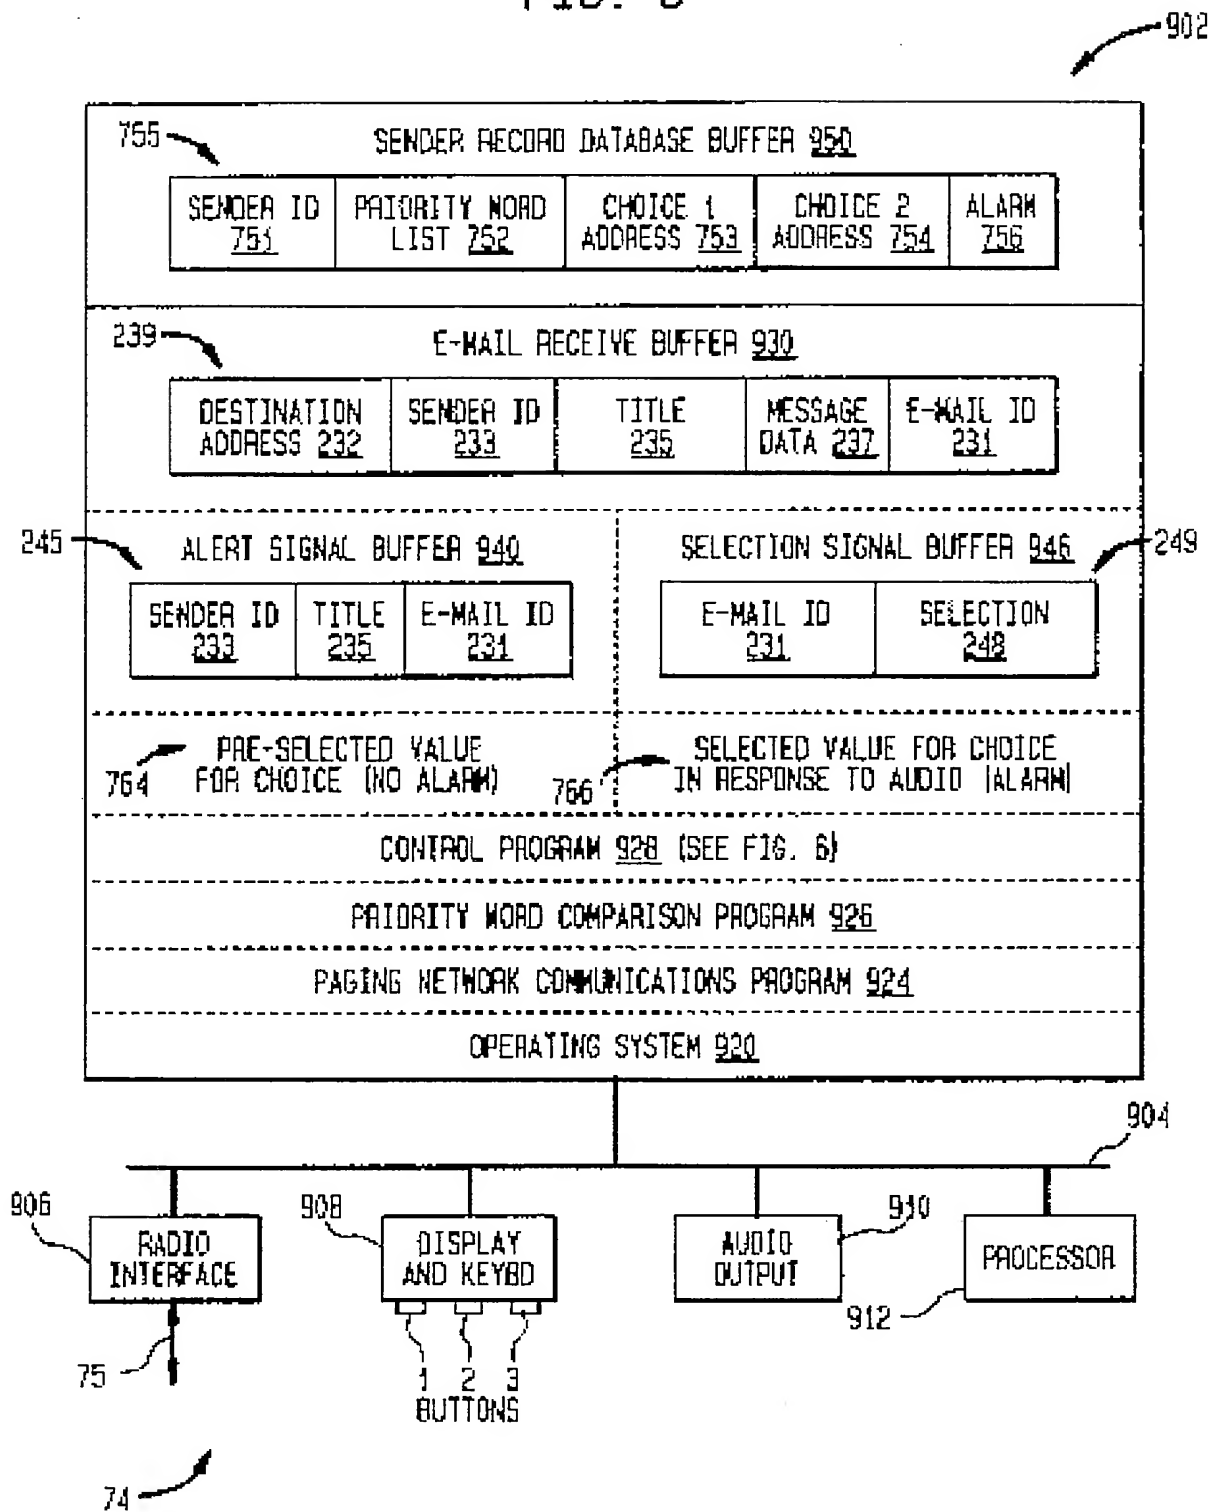 902
755
SENDER RECORD DATABASE BUFFER 950
SENDER ID 751
PRIORITY WORD LIST 752
CHOICE 1 ADDRESS 753
CHOICE 2 ADDRESS 754
ALARM 756
239
E-MAIL RECEIVE BUFFER 930
DESTINATION ADDRESS 232
SENDER ID 233
TITLE 235
MESSAGE DATA 237
E-MAIL ID 231
245
ALERT SIGNAL BUFFER 940
SENDER ID 233
TITLE 235
E-MAIL ID 231
SELECTION SIGNAL BUFFER 946
249
E-MAIL ID 231
SELECTION 248
764
PRE-SELECTED VALUE
FOR CHOICE (NO ALARM)
766
SELECTED VALUE FOR CHOICE
IN RESPONSE TO AUDIO (ALARM)
CONTROL PROGRAM 928 (SEE FIG. 6)
PRIORITY WORD COMPARISON PROGRAM 926
PAGING NETWORK COMMUNICATIONS PROGRAM 924
OPERATING SYSTEM 920
904
906
RADIO
INTERFACE
908
DISPLAY
AND KEYBD
910
AUDIO
OUTPUT
PROCESSOR
912
75
1 2 3
BUTTONS
74